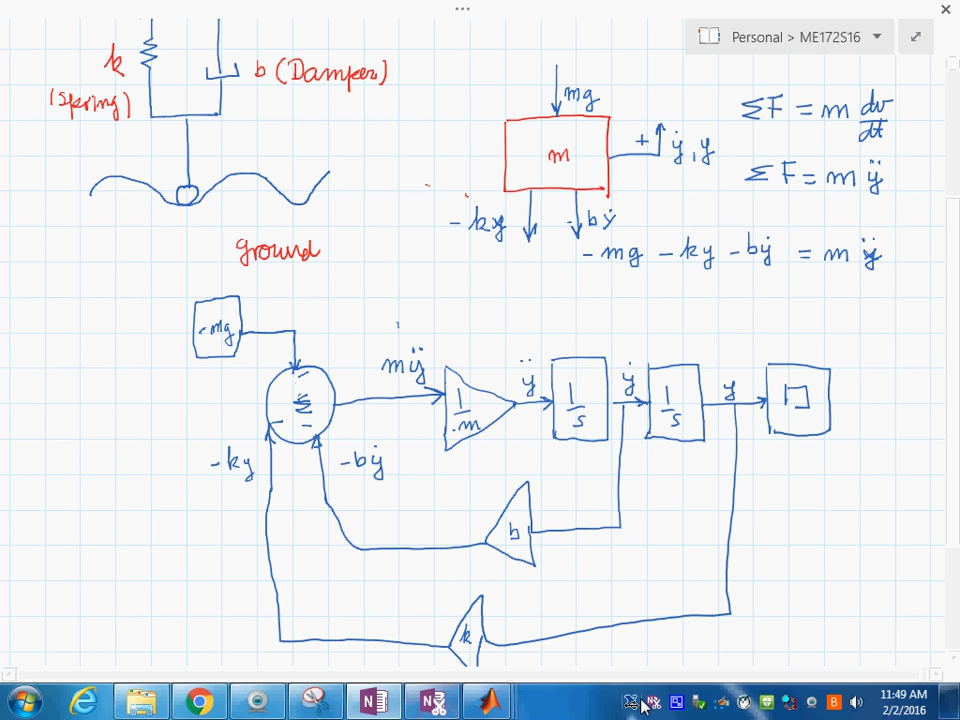 Personal > ME172S16
k
(Spring)
b (Damper)
mg
m
+ ẏ, y
ΣF = m dv/dt
ΣF = m ÿ
-ky
bẏ
-mg -ky -bẏ = m ÿ
ground
-mg
Σ
mÿ
1/m
ÿ
1/s
ẏ
1/s
y
-ky
-bẏ
b
k
11:49 AM
2/2/2016